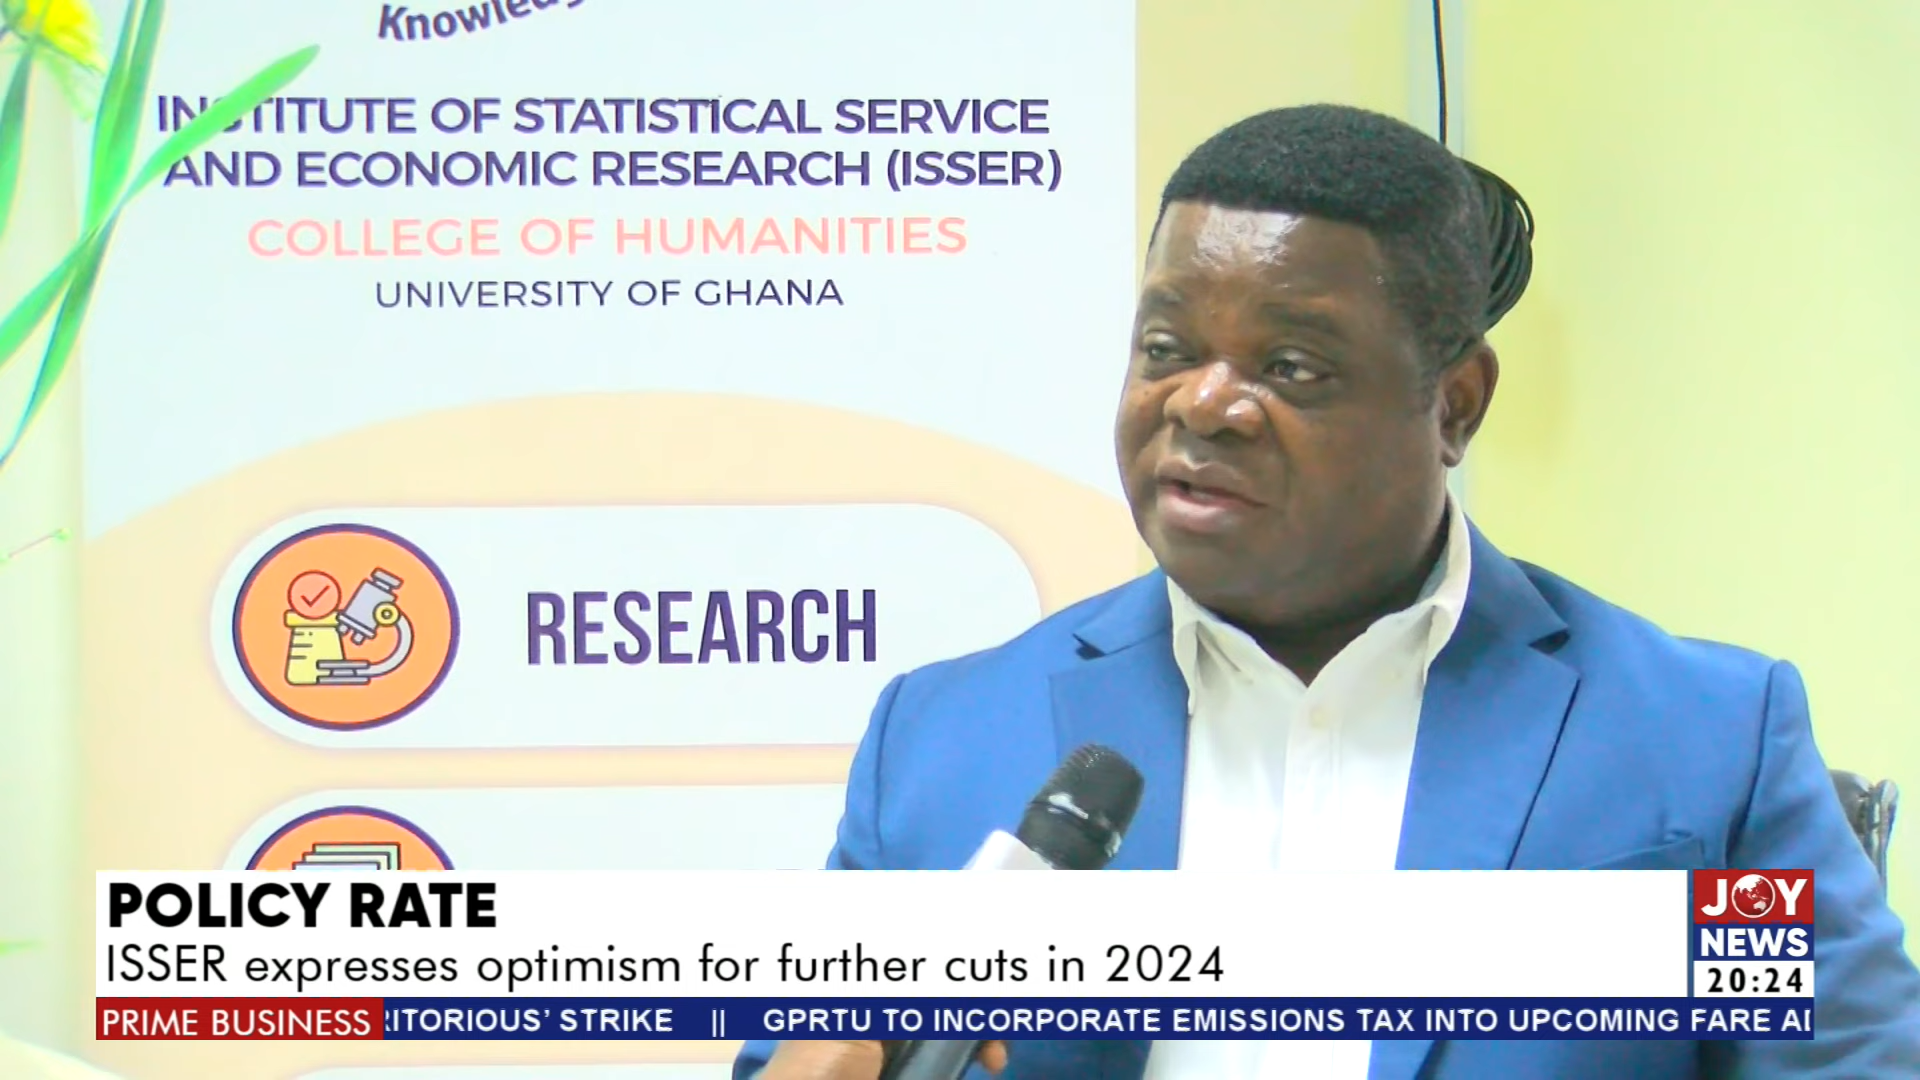 INSTITUTE OF STATISTICAL SERVICE
AND ECONOMIC RESEARCH (ISSER)
COLLEGE OF HUMANITIES
UNIVERSITY OF GHANA
RESEARCH
POLICY RATE
ISSER expresses optimism for further cuts in 2024
JOY
NEWS
20:24
PRIME BUSINESS
STRIKE || GPRTU TO INCORPORATE EMISSIONS TAX INTO UPCOMING FARE